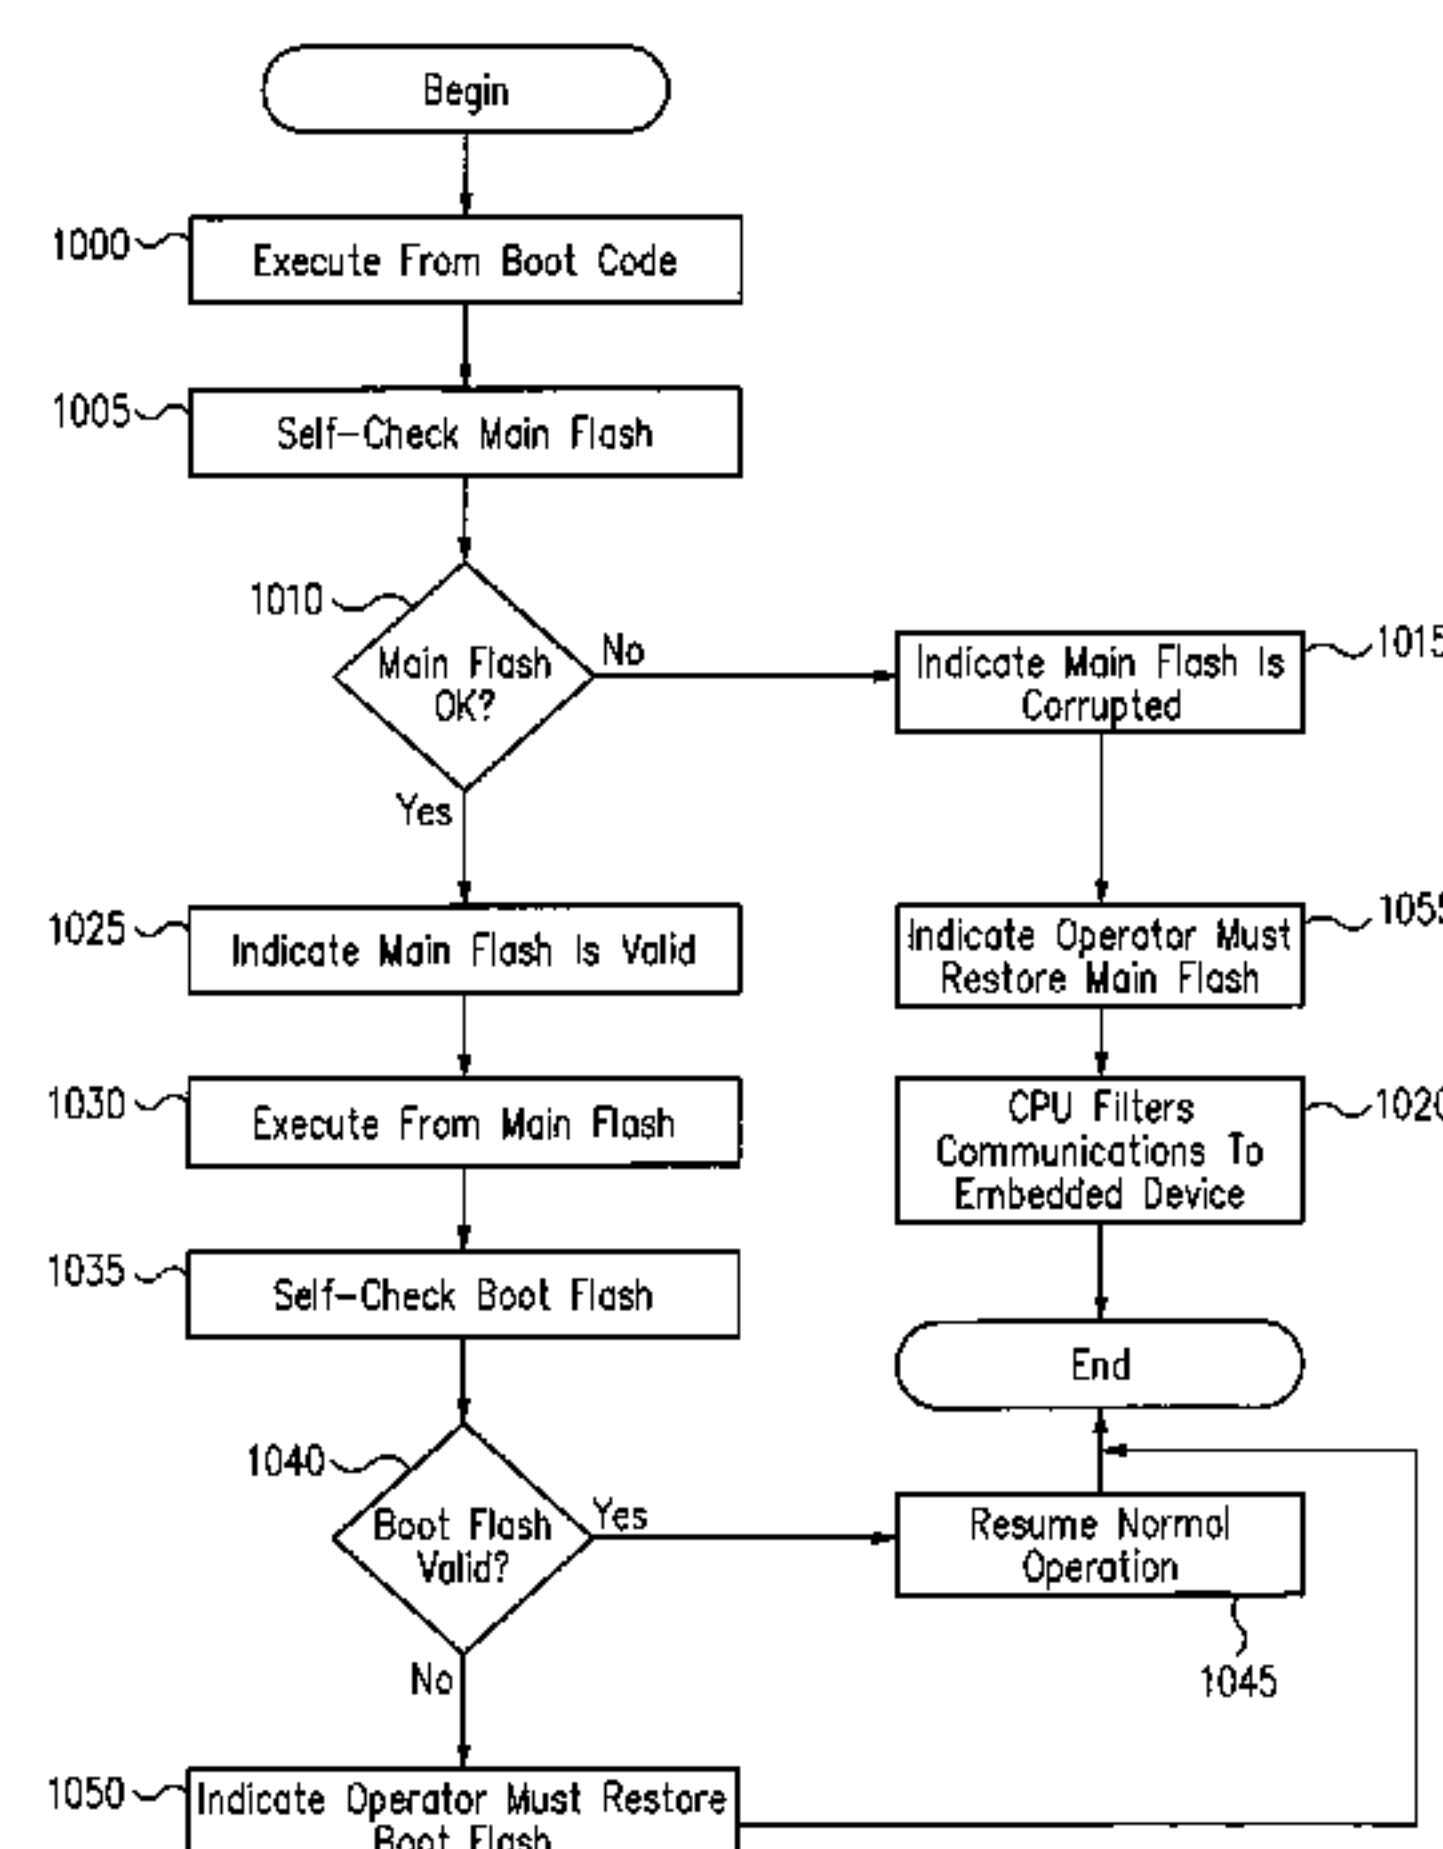 Begin
1000
Execute From Boot Code
1005
Self-Check Main Flash
1010
Main Flash
OK?
No
Yes
Indicate Main Flash Is
Corrupted
1015
1025
Indicate Main Flash Is Valid
Indicate Operator Must
Restore Main Flash
1055
1030
Execute From Main Flash
CPU Filters
Communications To
Embedded Device
1020
1035
Self-Check Boot Flash
End
1040
Boot Flash
Valid?
Yes
No
Resume Normal
Operation
1045
1050
Indicate Operator Must Restore
Boot Flash